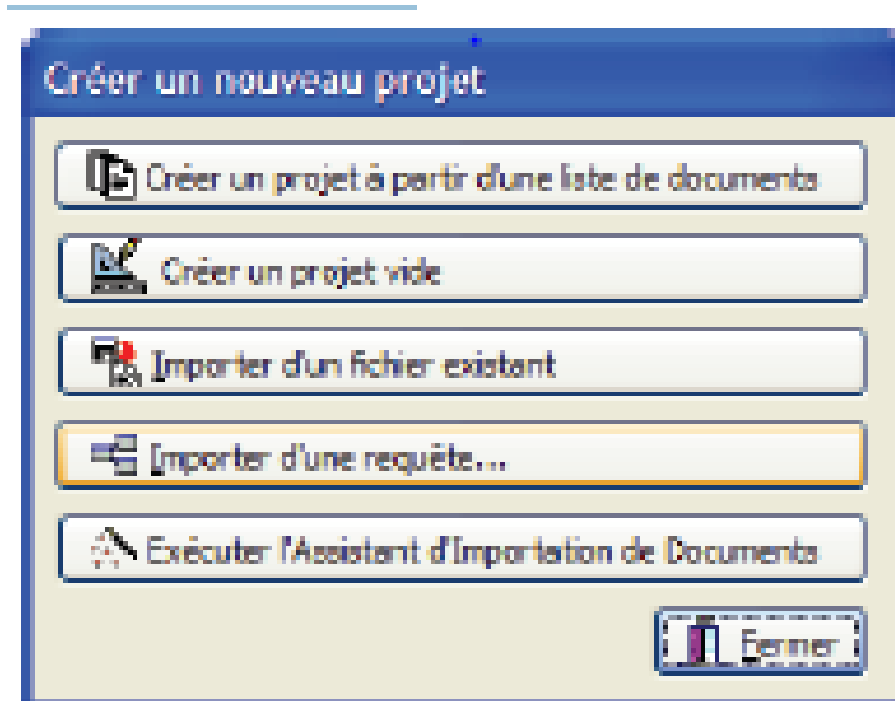 Créer un nouveau projet
Créer un projet à partir d'une liste de documents
Créer un projet vide
Importer d'un fichier existant
Importer d'une requête...
Exécuter l'Assistant d'Importation de Documents
Fermer